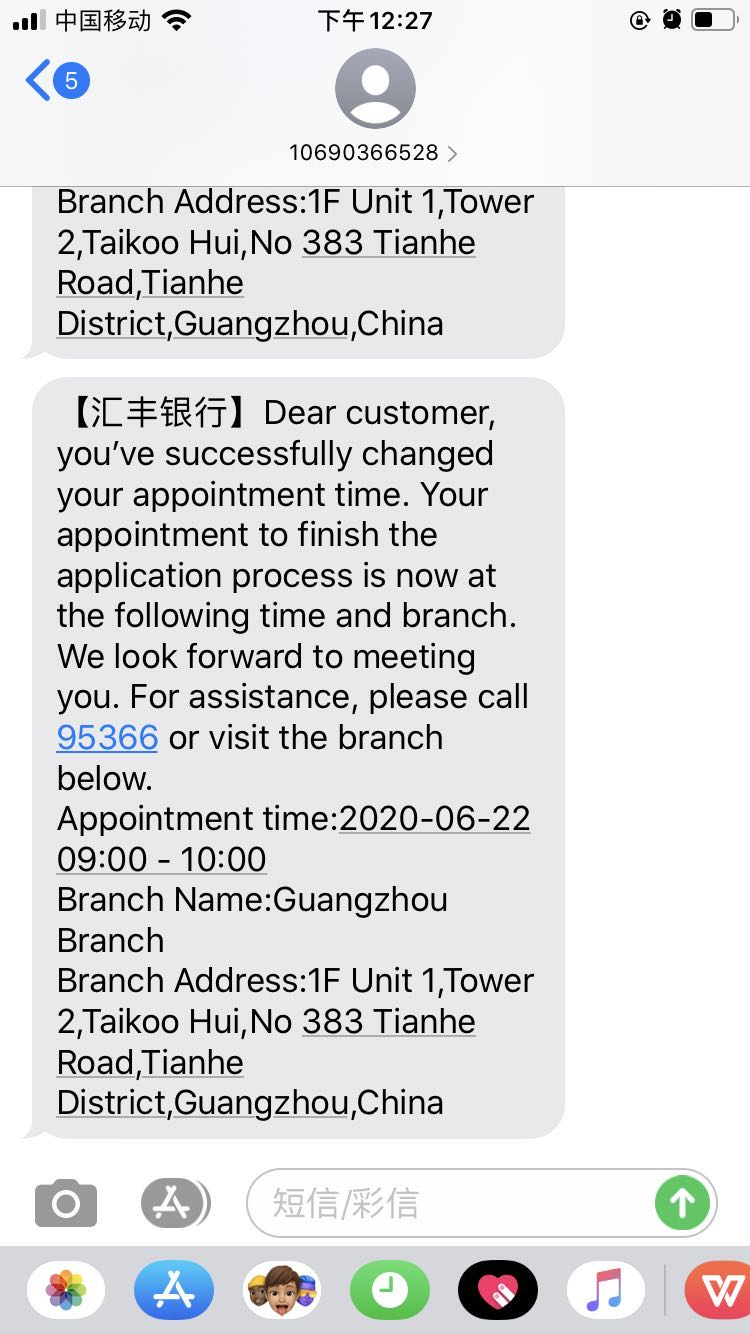 中国移动 下午12:27
5
10690366528
Branch Address:1F Unit 1,Tower
2,Taikoo Hui,No 383 Tianhe
Road,Tianhe
District,Guangzhou,China
【汇丰银行】Dear customer,
you’ve successfully changed
your appointment time. Your
appointment to finish the
application process is now at
the following time and branch.
We look forward to meeting
you. For assistance, please call
95366 or visit the branch
below.
Appointment time:2020-06-22
09:00 - 10:00
Branch Name:Guangzhou
Branch
Branch Address:1F Unit 1,Tower
2,Taikoo Hui,No 383 Tianhe
Road,Tianhe
District,Guangzhou,China
短信/彩信